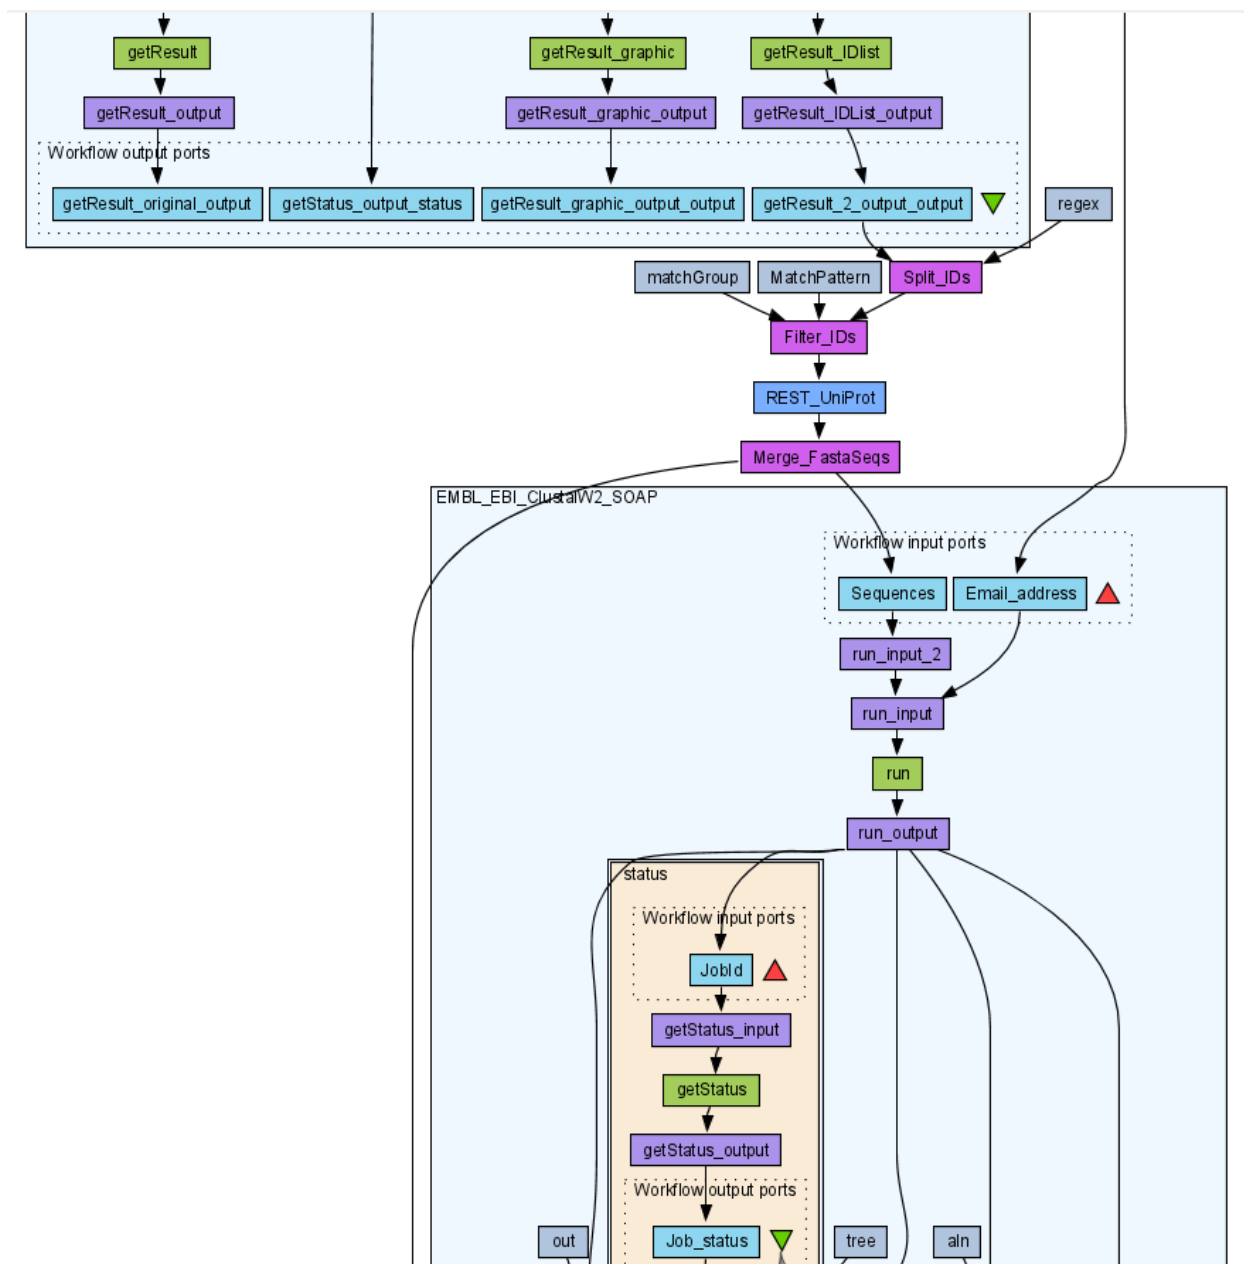 getResult
getResult_graphic
getResult_IDlist
getResult_output
getResult_graphic_output
getResult_IDList_output
Workflow output ports
getResult_original_output
getStatus_output_status
getResult_graphic_output_output
getResult_2_output_output
regex
matchGroup
MatchPattern
Split_IDs
Filter_IDs
REST_UniProt
Merge_FastaSeqs
EMBL_EBI_ClustalW2_SOAP
Workflow input ports
Sequences
Email_address
run_input_2
run_input
run
run_output
status
Workflow input ports
JobId
getStatus_input
getStatus
getStatus_output
Workflow output ports
out
Job_status
tree
aln